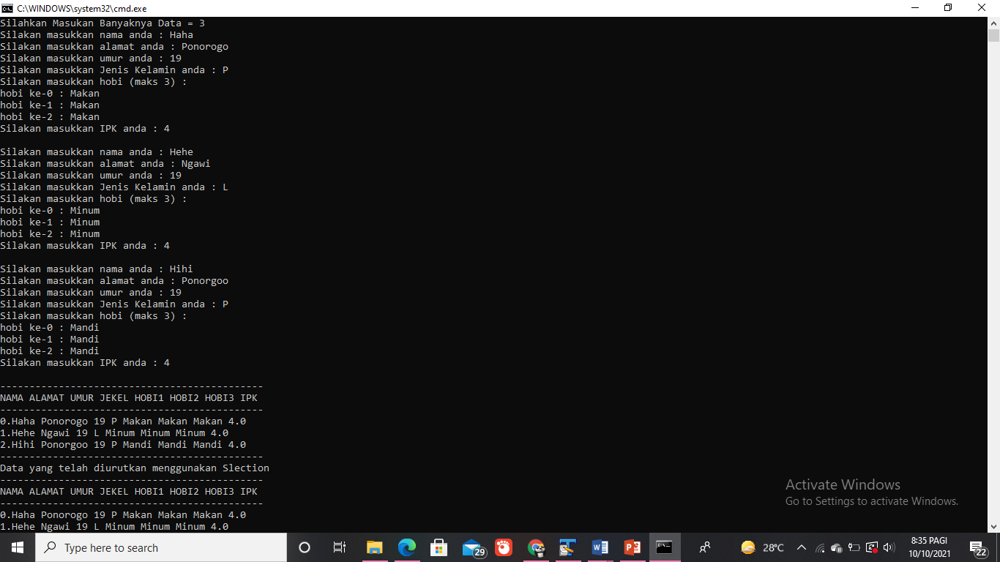 C:\WINDOWS\system32\cmd.exe
Silahkan Masukan Banyaknya Data = 3
Silakan masukkan nama anda : Haha
Silakan masukkan alamat anda : Ponorogo
Silakan masukkan umur anda : 19
Silakan masukkan Jenis Kelamin anda : P
Silakan masukkan hobi (maks 3) :
hobi ke-0 : Makan
hobi ke-1 : Makan
hobi ke-2 : Makan
Silakan masukkan IPK anda : 4

Silakan masukkan nama anda : Hehe
Silakan masukkan alamat anda : Ngawi
Silakan masukkan umur anda : 19
Silakan masukkan Jenis Kelamin anda : L
Silakan masukkan hobi (maks 3) :
hobi ke-0 : Minum
hobi ke-1 : Minum
hobi ke-2 : Minum
Silakan masukkan IPK anda : 4

Silakan masukkan nama anda : Hihi
Silakan masukkan alamat anda : Ponorgoo
Silakan masukkan umur anda : 19
Silakan masukkan Jenis Kelamin anda : P
Silakan masukkan hobi (maks 3) :
hobi ke-0 : Mandi
hobi ke-1 : Mandi
hobi ke-2 : Mandi
Silakan masukkan IPK anda : 4

---------------------------------------------
NAMA ALAMAT UMUR JEKEL HOBI1 HOBI2 HOBI3 IPK
---------------------------------------------
0.Haha Ponorogo 19 P Makan Makan Makan 4.0
1.Hehe Ngawi 19 L Minum Minum Minum 4.0
2.Hihi Ponorgoo 19 P Mandi Mandi Mandi 4.0
---------------------------------------------
Data yang telah diurutkan menggunakan Slection
---------------------------------------------
NAMA ALAMAT UMUR JEKEL HOBI1 HOBI2 HOBI3 IPK
---------------------------------------------
0.Haha Ponorogo 19 P Makan Makan Makan 4.0
1.Hehe Ngawi 19 L Minum Minum Minum 4.0
Activate Windows
Go to Settings to activate Windows.
Type here to search
29
28°C
8:35 PAGI
10/10/2021
22